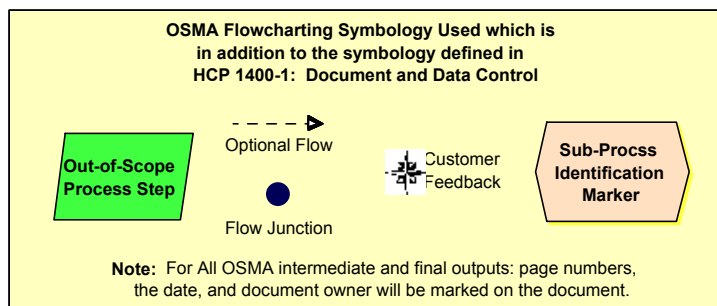 OSMA Flowcharting Symbology Used which is
in addition to the symbology defined in
HCP 1400-1: Document and Data Control
Out-of-Scope
Process Step
Optional Flow
Flow Junction
Customer
Feedback
Sub-Procss
Identification
Marker
Note: For All OSMA intermediate and final outputs: page numbers,
the date, and document owner will be marked on the document.